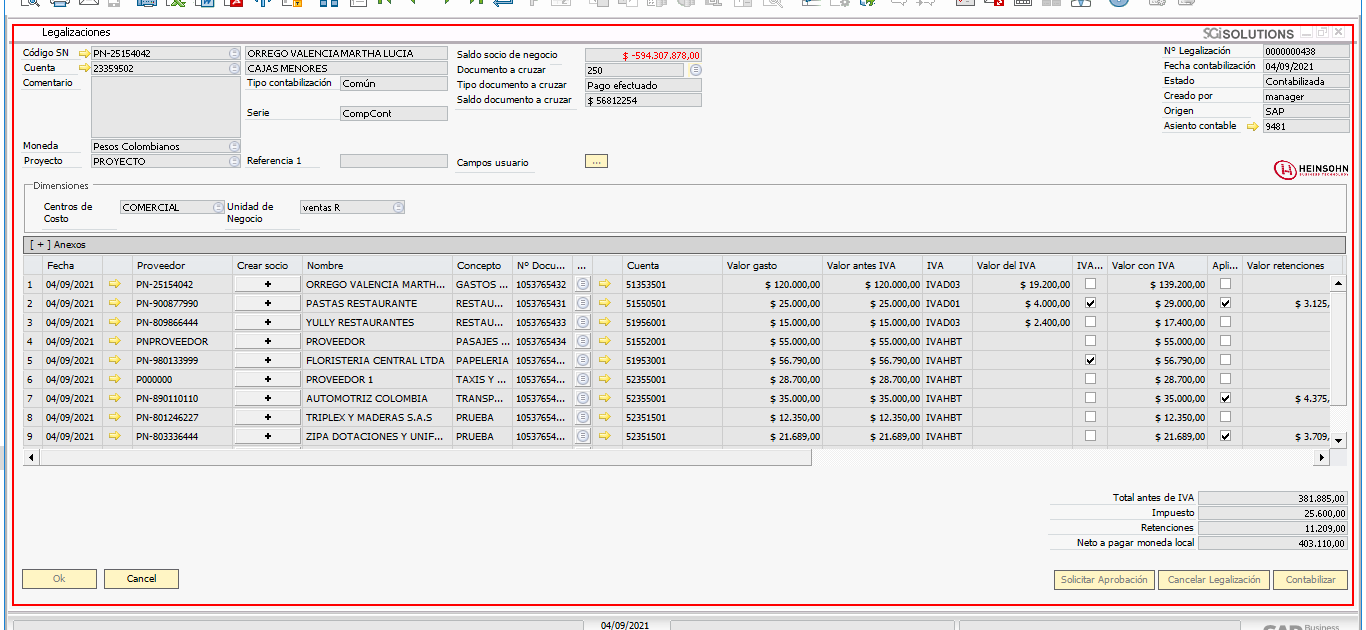 Legalizaciones
SGiSOLUTIONS
Código SN PN-25154042 ORREGO VALENCIA MARTHA LUCIA Saldo socio de negocio $ -594.307.878,00 Nº Legalización 0000000438
Cuenta 23359502 CAJAS MENORES Documento a cruzar 250 Fecha contabilización 04/09/2021
Comentario Tipo contabilización Común Tipo documento a cruzar Pago efectuado Estado Contabilizada
Saldo documento a cruzar $ 56812254 Creado por manager
Serie CompCont Origen SAP
Asiento contable 9481
Moneda Pesos Colombianos
Proyecto PROYECTO Referencia 1 Campos usuario ...
HEINSOHN
Dimensiones
Centros de Costo COMERCIAL Unidad de Negocio ventas R
[ + ] Anexos
Fecha Proveedor Crear socio Nombre Concepto Nº Docu... ... Cuenta Valor gasto Valor antes IVA IVA Valor del IVA IVA... Valor con IVA Apli... Valor retenciones
1 04/09/2021 PN-25154042 + ORREGO VALENCIA MARTH... GASTOS ... 1053765432 51353501 $ 120.000,00 $ 120.000,00 IVAD03 $ 19.200,00 $ 139.200,00
2 04/09/2021 PN-900877990 + PASTAS RESTAURANTE RESTAU... 1053765431 51550501 $ 25.000,00 $ 25.000,00 IVAD01 $ 4.000,00 $ 29.000,00 $ 3.125,
3 04/09/2021 PN-809866444 + YULLY RESTAURANTES RESTAU... 1053765433 51956001 $ 15.000,00 $ 15.000,00 IVAD03 $ 2.400,00 $ 17.400,00
4 04/09/2021 PNPROVEEDOR + PROVEEDOR PASAJES ... 1053765434 51552001 $ 55.000,00 $ 55.000,00 IVAHBT $ 55.000,00
5 04/09/2021 PN-980133999 + FLORISTERIA CENTRAL LTDA PAPELERIA 10537654... 51953001 $ 56.790,00 $ 56.790,00 IVAHBT $ 56.790,00
6 04/09/2021 P000000 + PROVEEDOR 1 TAXIS Y ... 10537654... 52355001 $ 28.700,00 $ 28.700,00 IVAHBT $ 28.700,00
7 04/09/2021 PN-890110110 + AUTOMOTRIZ COLOMBIA TRANSP... 10537654... 52355001 $ 35.000,00 $ 35.000,00 IVAHBT $ 35.000,00 $ 4.375,
8 04/09/2021 PN-801246227 + TRIPLEX Y MADERAS S.A.S PRUEBA 10537654... 52351501 $ 12.350,00 $ 12.350,00 IVAHBT $ 12.350,00
9 04/09/2021 PN-803336444 + ZIPA DOTACIONES Y UNIF... PRUEBA 10537654... 52351501 $ 21.689,00 $ 21.689,00 IVAHBT $ 21.689,00 $ 3.709,
Total antes de IVA 381.885,00
Impuesto 25.600,00
Retenciones 11.209,00
Neto a pagar moneda local 403.110,00
Ok Cancel Solicitar Aprobación Cancelar Legalización Contabilizar
04/09/2021
Business